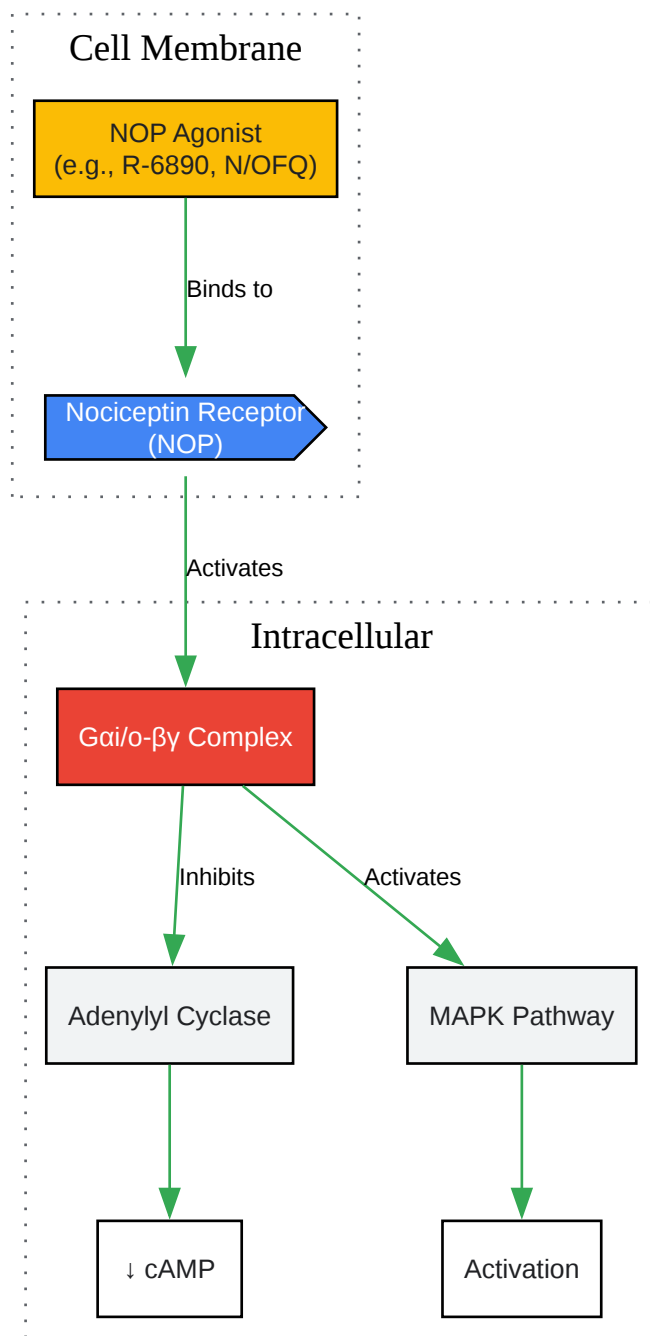 Cell Membrane
NOP Agonist
(e.g., R-6890, N/OFQ)
Binds to
Nociceptin Receptor
(NOP)
Activates
Intracellular
Gαi/o-βγ Complex
Inhibits
Activates
Adenylyl Cyclase
MAPK Pathway
↓ cAMP
Activation